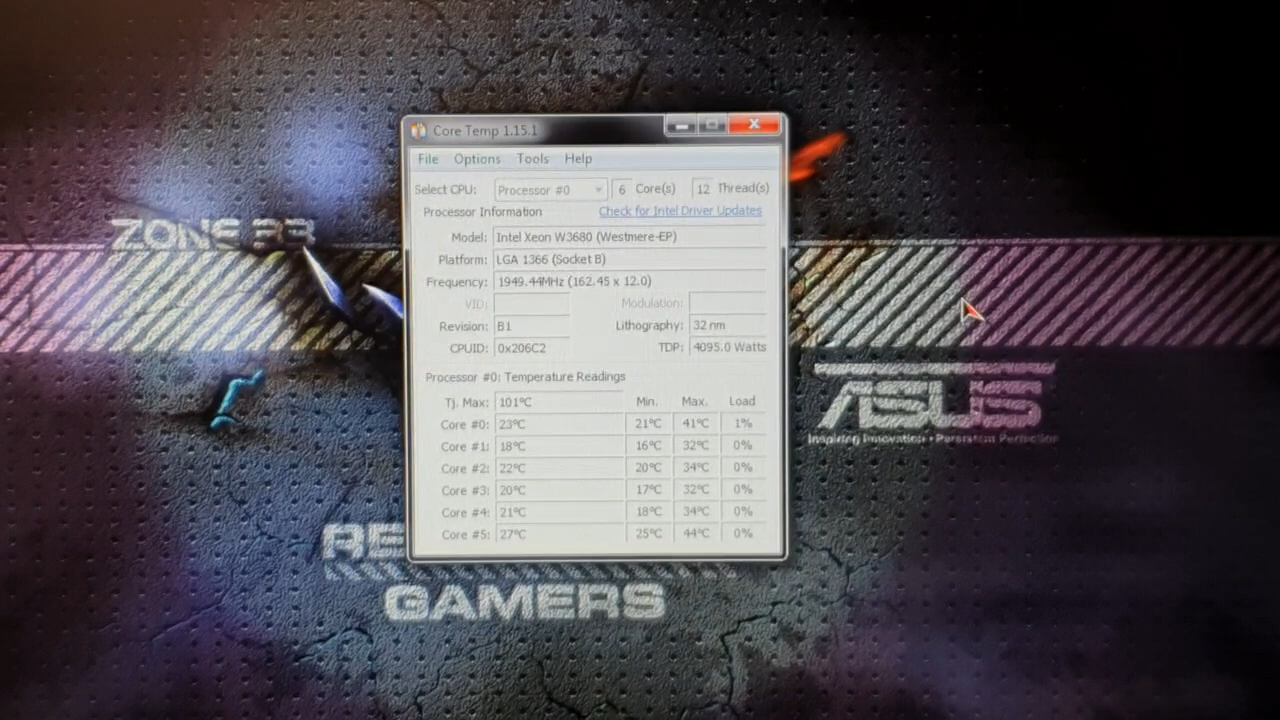 Core Temp 1.15.1
File Options Tools Help
Select CPU: Processor #0 6 Core(s) 12 Thread(s)
Processor Information Check for Intel Driver Updates
Model: Intel Xeon W3680 (Westmere-EP)
Platform: LGA 1366 (Socket B)
Frequency: 1949.44MHz (162.45 x 12.0)
VID: Modulation:
Revision: B1 Lithography: 32 nm
CPUID: 0x206C2 TDP: 4095.0 Watts
Processor #0: Temperature Readings
Tj. Max: 101°C Min. Max. Load
Core #0: 23°C 21°C 41°C 1%
Core #1: 18°C 16°C 32°C 0%
Core #2: 22°C 20°C 34°C 0%
Core #3: 20°C 17°C 32°C 0%
Core #4: 21°C 18°C 34°C 0%
Core #5: 27°C 25°C 44°C 0%
ZONE 33
ASUS
Inspiring Innovation • Persistent Perfection
RE
GAMERS